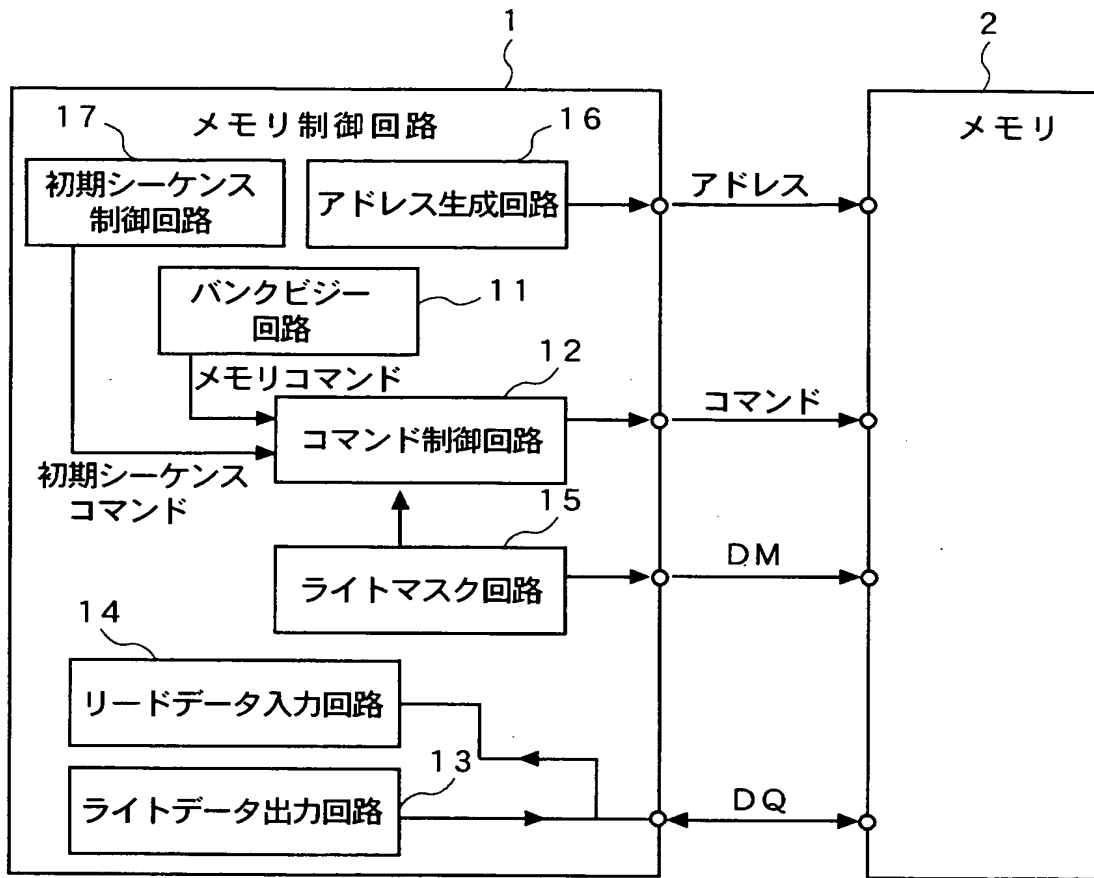 1
2
17
メモリ制御回路
16
メモリ
初期シーケンス
制御回路
アドレス生成回路
アドレス
バンクビジー
回路
11
メモリコマンド
12
コマンド制御回路
コマンド
初期シーケンス
コマンド
15
ライトマスク回路
DM
14
リードデータ入力回路
13
ライトデータ出力回路
DQ